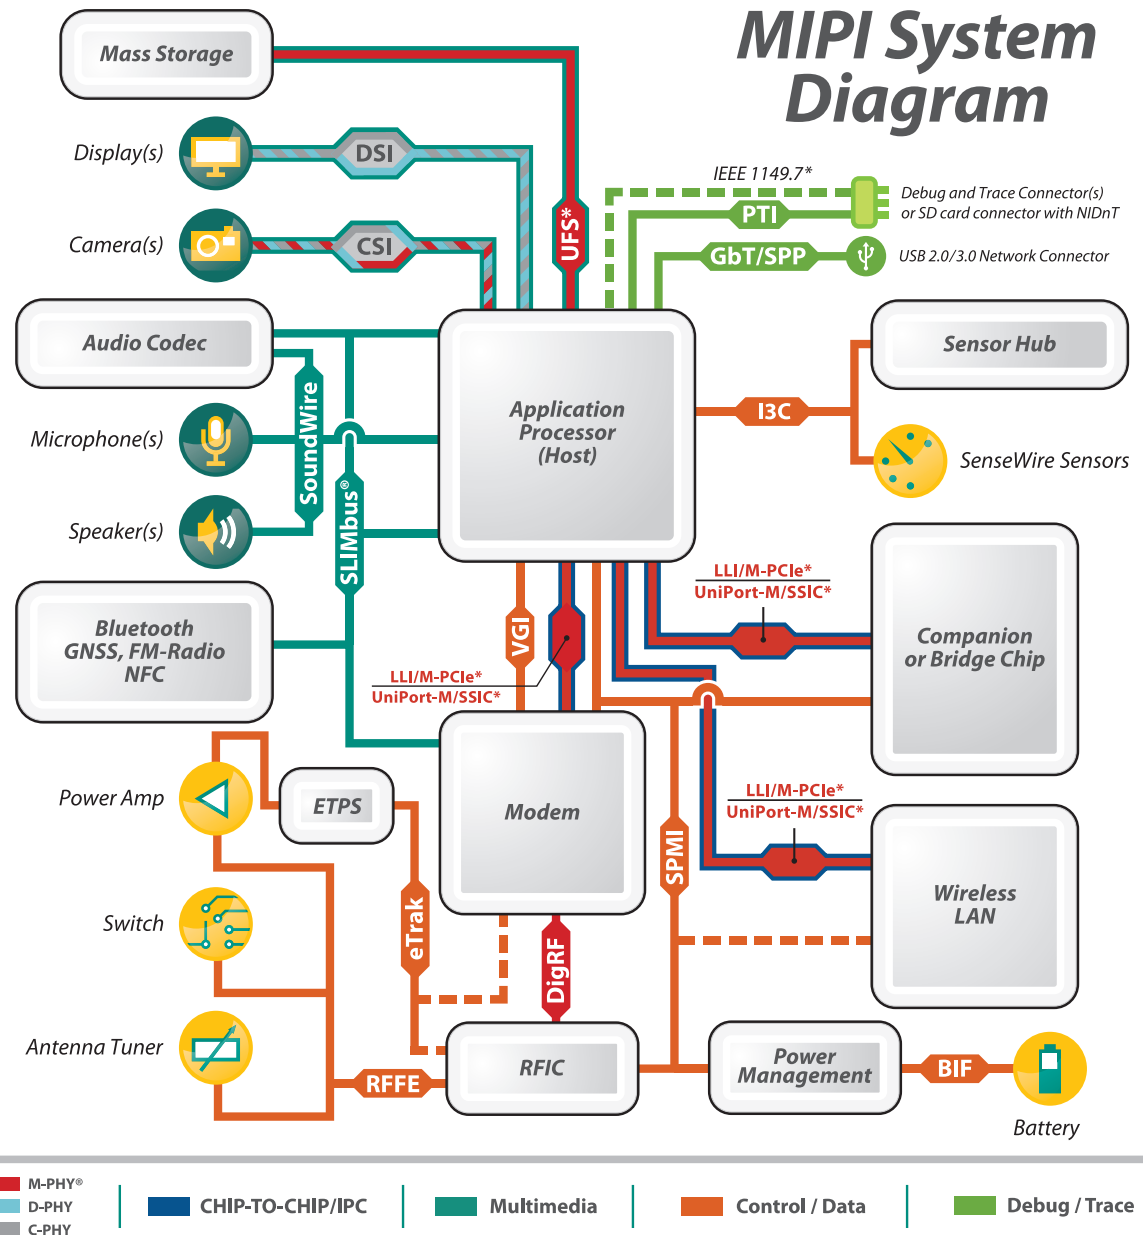 MIPI System
Diagram
Mass Storage
Display(s)
DSI
Camera(s)
CSI
UFS*
IEEE 1149.7*
PTI
Debug and Trace Connector(s)
or SD card connector with NIDnT
GbT/SPP
USB 2.0/3.0 Network Connector
Audio Codec
Application
Processor
(Host)
Sensor Hub
I3C
SoundWire
Microphone(s)
SenseWire Sensors
Speaker(s)
SLIMbus®
LLI/M-PCIe*
UniPort-M/SSIC*
Bluetooth
GNSS, FM-Radio
NFC
VGI
Companion
or Bridge Chip
LLI/M-PCIe*
UniPort-M/SSIC*
Power Amp
ETPS
Modem
LLI/M-PCIe*
UniPort-M/SSIC*
SPMI
Switch
eTrak
DigRF
Wireless
LAN
Antenna Tuner
RFFE
RFIC
Power
Management
BIF
Battery
M-PHY®
D-PHY
C-PHY
CHIP-TO-CHIP/IPC
Multimedia
Control / Data
Debug / Trace